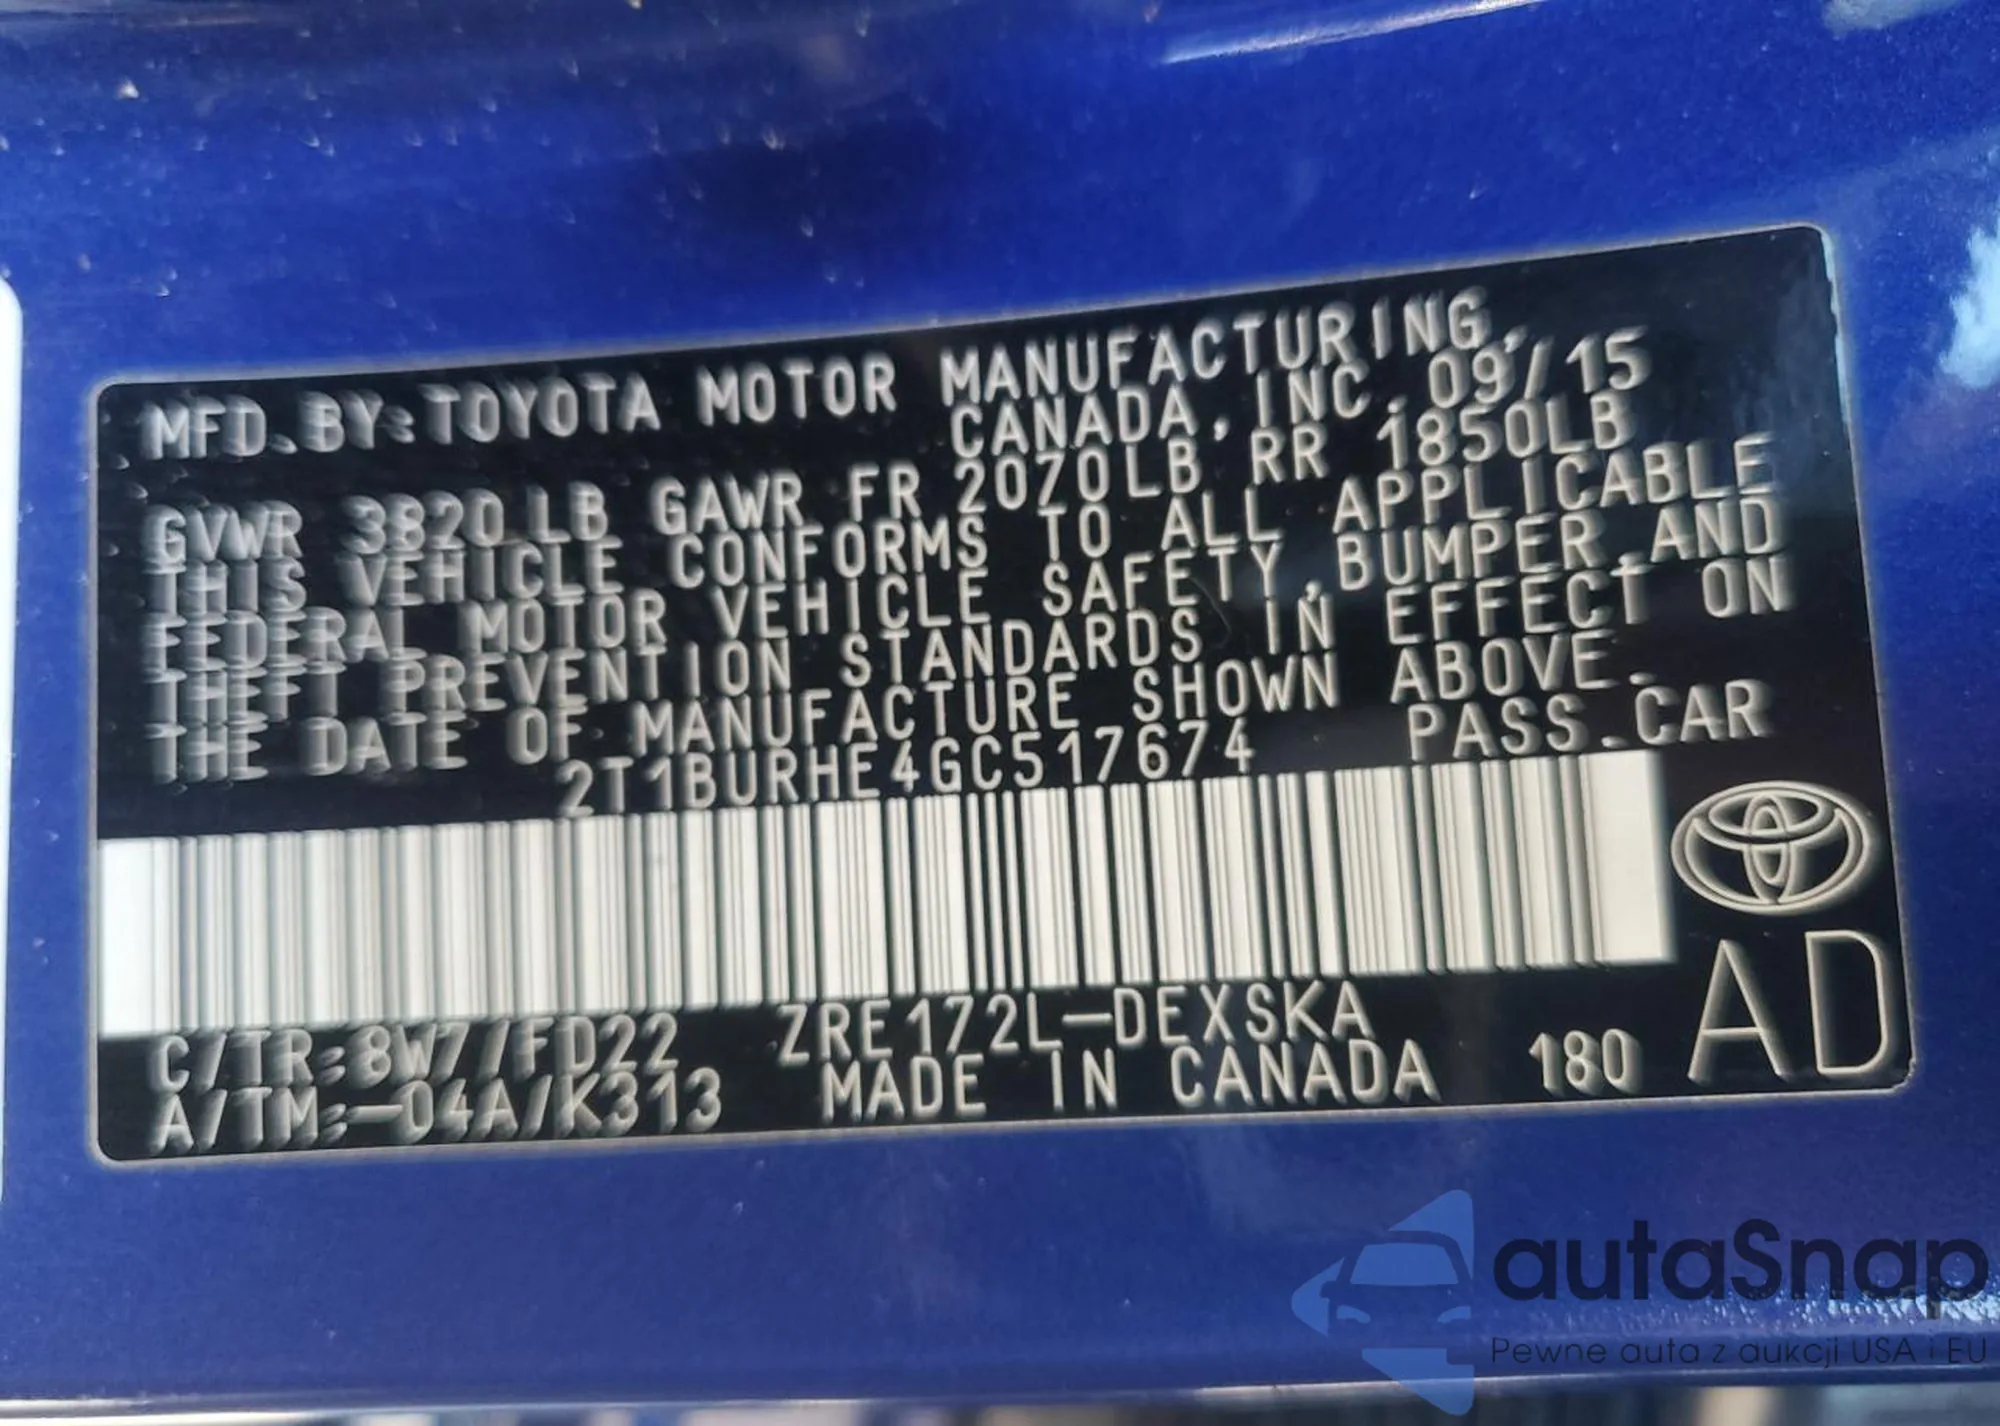 MFD.BY:TOYOTA MOTOR MANUFACTURING,
CANADA,INC.09/15
GVWR 3820 LB GAWR FR 2070LB RR 1850LB
THIS VEHICLE CONFORMS TO ALL APPLICABLE
FEDERAL MOTOR VEHICLE SAFETY,BUMPER,AND
THEFT PREVENTION STANDARDS IN EFFECT ON
THE DATE OF MANUFACTURE SHOWN ABOVE.
2T1BURHE4GC517674 PASS.CAR
C/TR:8W7/FD22 ZRE172L-DEXSKA
A/TM:-04A/K313 MADE IN CANADA 180 AD
autaSnap
Pewne auta z aukcji USA i EU